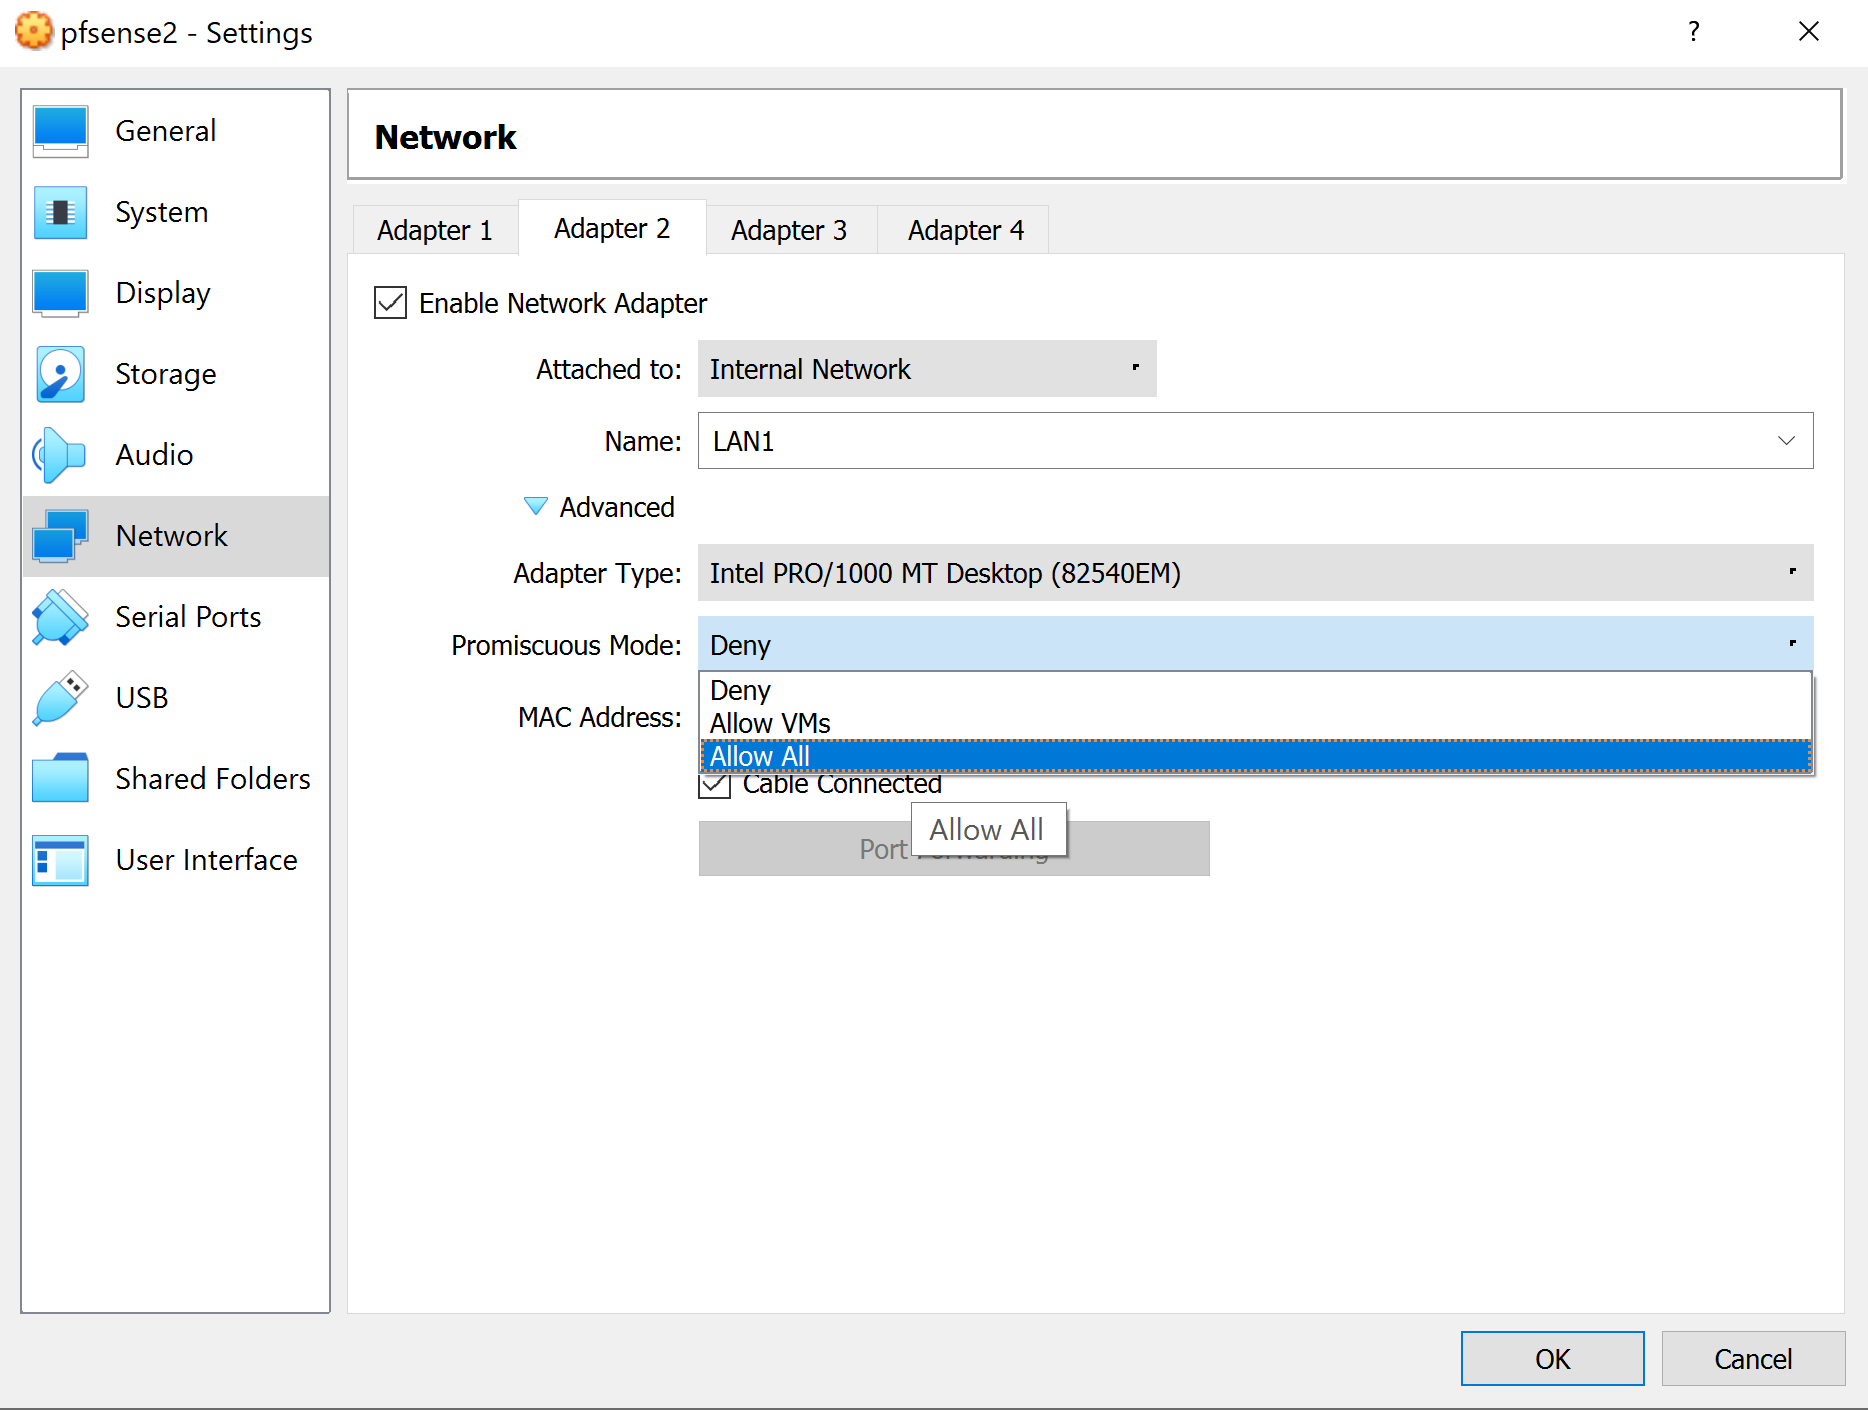 pfsense2 - Settings
?
General
System
Display
Storage
Audio
Network
Serial Ports
USB
Shared Folders
User Interface
Network
Adapter 1
Adapter 2
Adapter 3
Adapter 4
Enable Network Adapter
Attached to: Internal Network
Name: LAN1
Advanced
Adapter Type: Intel PRO/1000 MT Desktop (82540EM)
Promiscuous Mode: Deny
Deny
Allow VMs
Allow All
MAC Address:
Cable Connected
Allow All
Port Forwarding
OK
Cancel